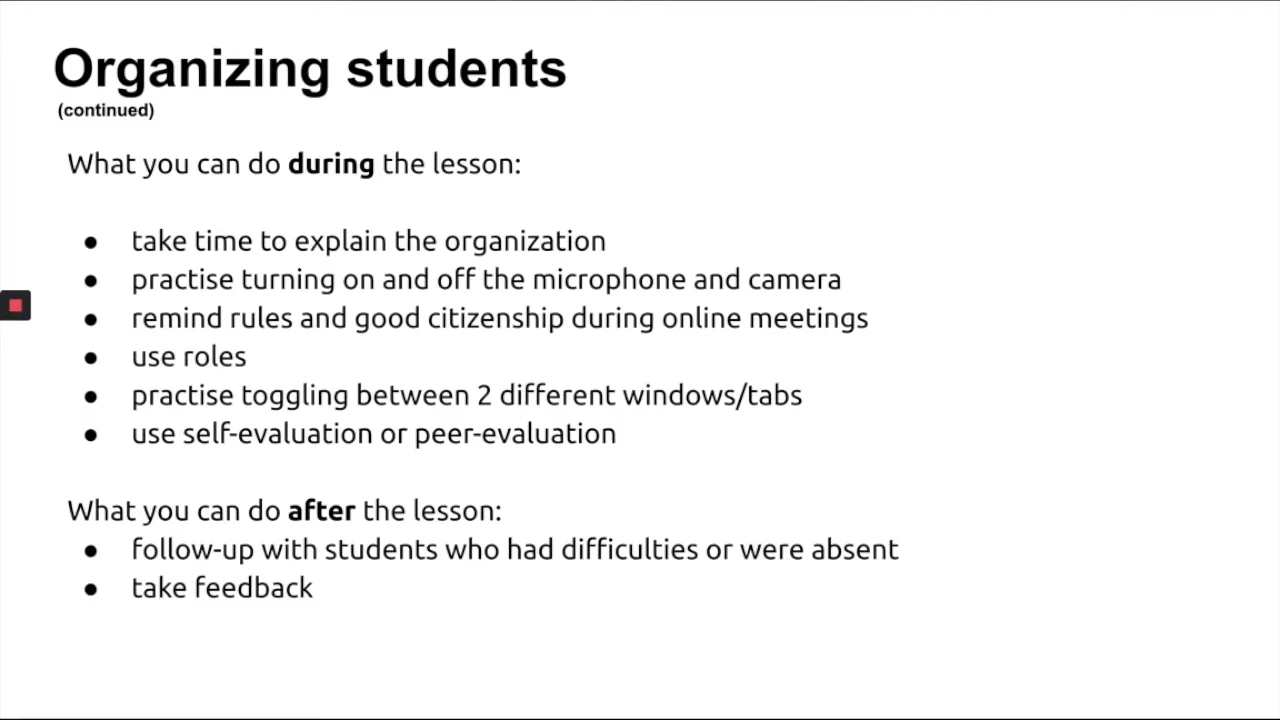 Organizing students
(continued)
What you can do during the lesson:
● take time to explain the organization
● practise turning on and off the microphone and camera
● remind rules and good citizenship during online meetings
● use roles
● practise toggling between 2 different windows/tabs
● use self-evaluation or peer-evaluation
What you can do after the lesson:
● follow-up with students who had difficulties or were absent
● take feedback